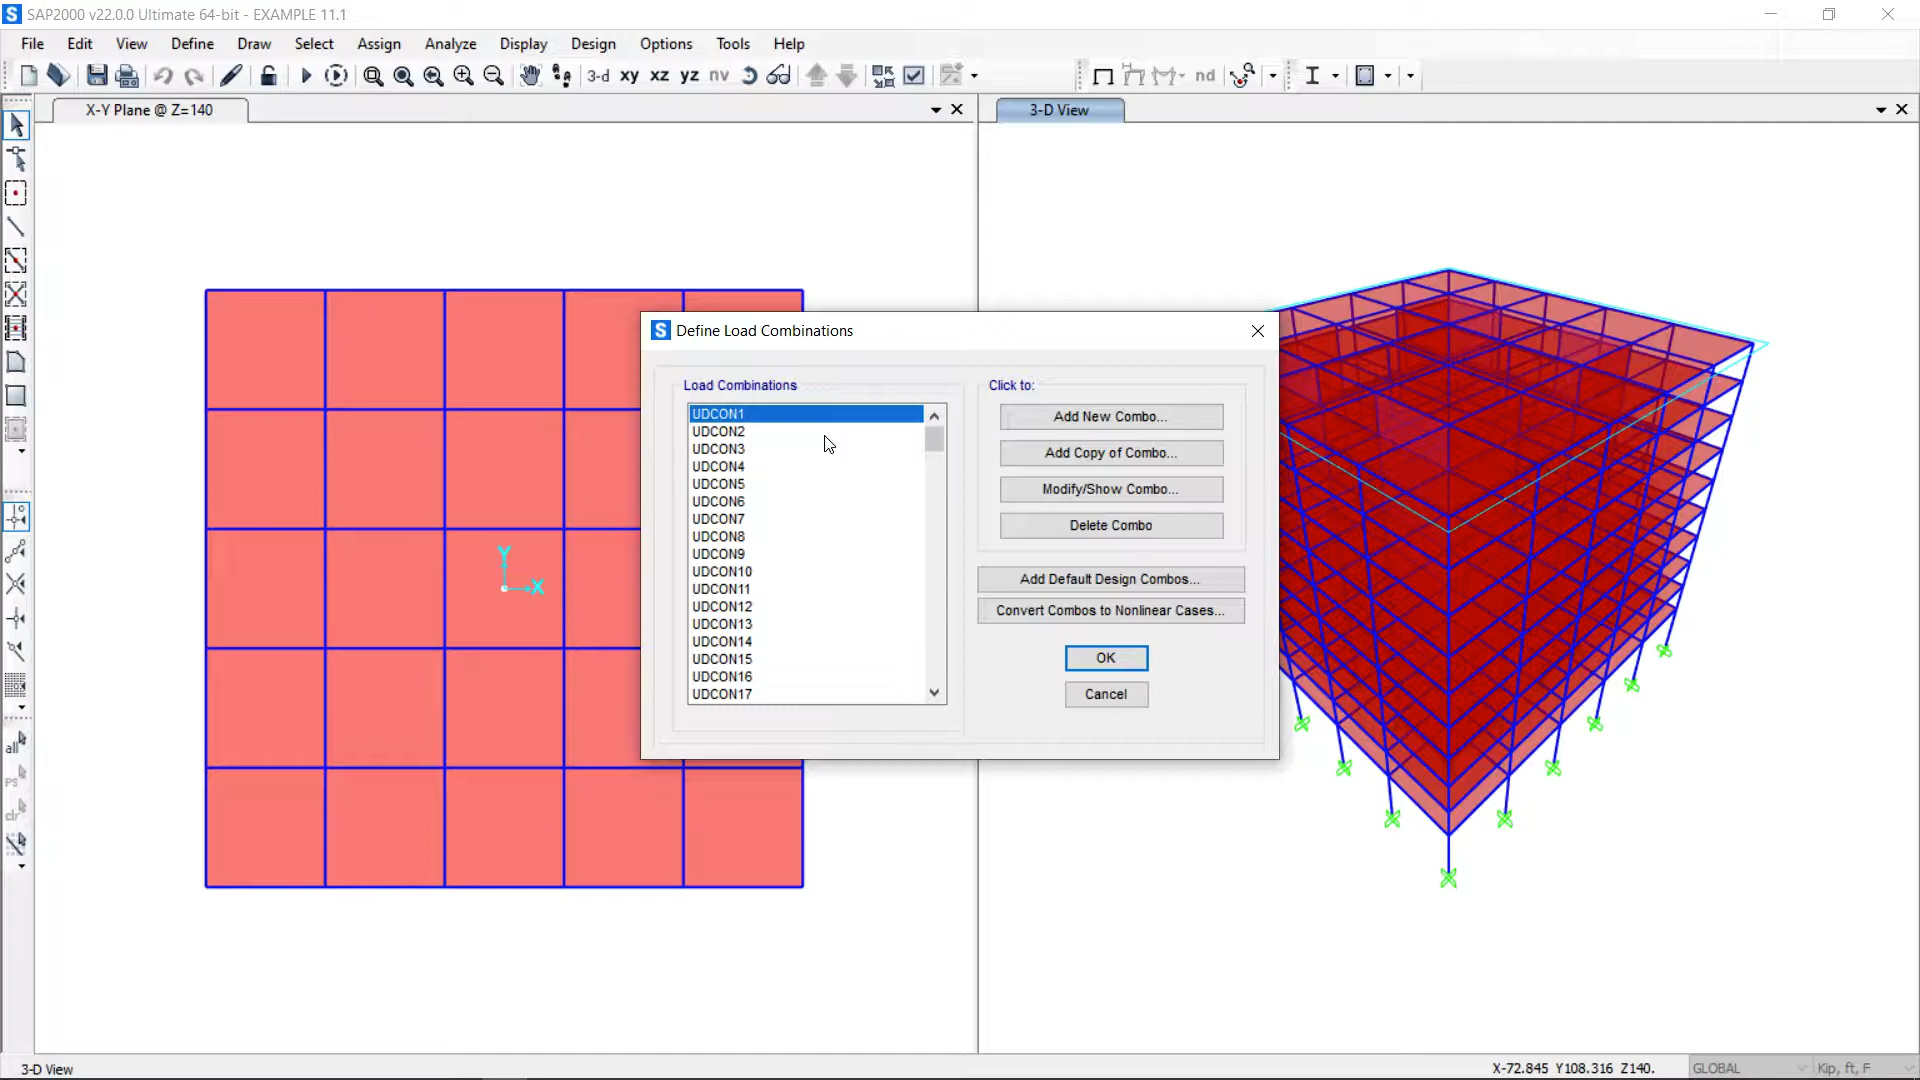 SAP2000 v22.0.0 Ultimate 64-bit - EXAMPLE 11.1
File Edit View Define Draw Select Assign Analyze Display Design Options Tools Help
3-d xy xz yz nv nd
X-Y Plane @ Z=140
3-D View
Define Load Combinations
Load Combinations
UDCON1
UDCON2
UDCON3
UDCON4
UDCON5
UDCON6
UDCON7
UDCON8
UDCON9
UDCON10
UDCON11
UDCON12
UDCON13
UDCON14
UDCON15
UDCON16
UDCON17
Click to:
Add New Combo...
Add Copy of Combo...
Modify/Show Combo...
Delete Combo
Add Default Design Combos...
Convert Combos to Nonlinear Cases...
OK
Cancel
Y
X
all
ps
clr
3-D View
X-72.845 Y108.316 Z140.
GLOBAL
Kip, ft, F